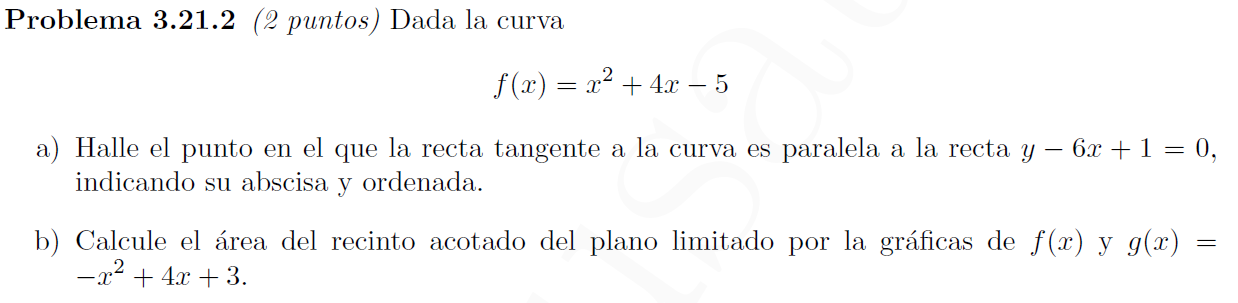 Problema 3.21.2 (2 puntos) Dada la curva
f(x) = x² + 4x − 5
a) Halle el punto en el que la recta tangente a la curva es paralela a la recta y − 6x + 1 = 0,
indicando su abscisa y ordenada.
b) Calcule el área del recinto acotado del plano limitado por la gráficas de f(x) y g(x) =
−x² + 4x + 3.